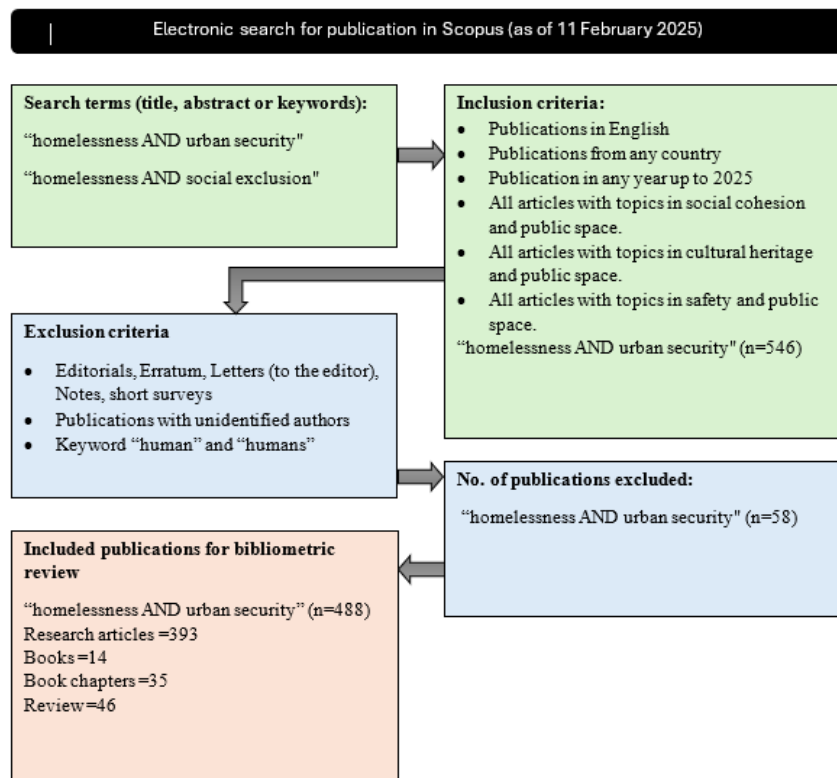 Electronic search for publication in Scopus (as of 11 February 2025)
Search terms (title, abstract or keywords):
“homelessness AND urban security"
“homelessness AND social exclusion"
Inclusion criteria:
• Publications in English
• Publications from any country
• Publication in any year up to 2025
• All articles with topics in social cohesion
and public space.
• All articles with topics in cultural heritage
and public space.
• All articles with topics in safety and public
space.
“homelessness AND urban security" (n=546)
Exclusion criteria
• Editorials, Erratum, Letters (to the editor),
Notes, short surveys
• Publications with unidentified authors
• Keyword “human” and “humans”
No. of publications excluded:
“homelessness AND urban security" (n=58)
Included publications for bibliometric
review
“homelessness AND urban security” (n=488)
Research articles =393
Books =14
Book chapters =35
Review =46